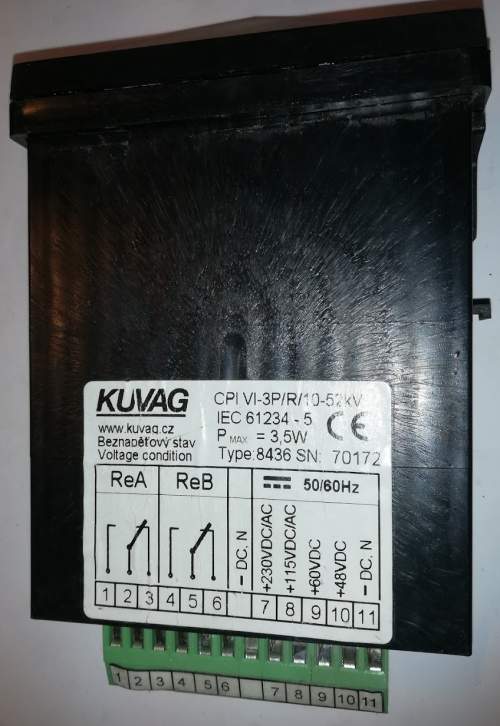 KUVAG
www.kuvag.cz
Beznapěťový stav
Voltage condition
CPI VI-3P/R/10-52kV
IEC 61234 - 5
P MAX = 3,5W
CE
Type: 8436 SN: 70172
ReA ReB 50/60Hz
- DC, N
+230VDC/AC
+115VDC/AC
+60VDC
+48VDC
- DC, N
1 2 3 4 5 6 7 8 9 10 11
1 2 3 4 5 6 7 8 9 10 11